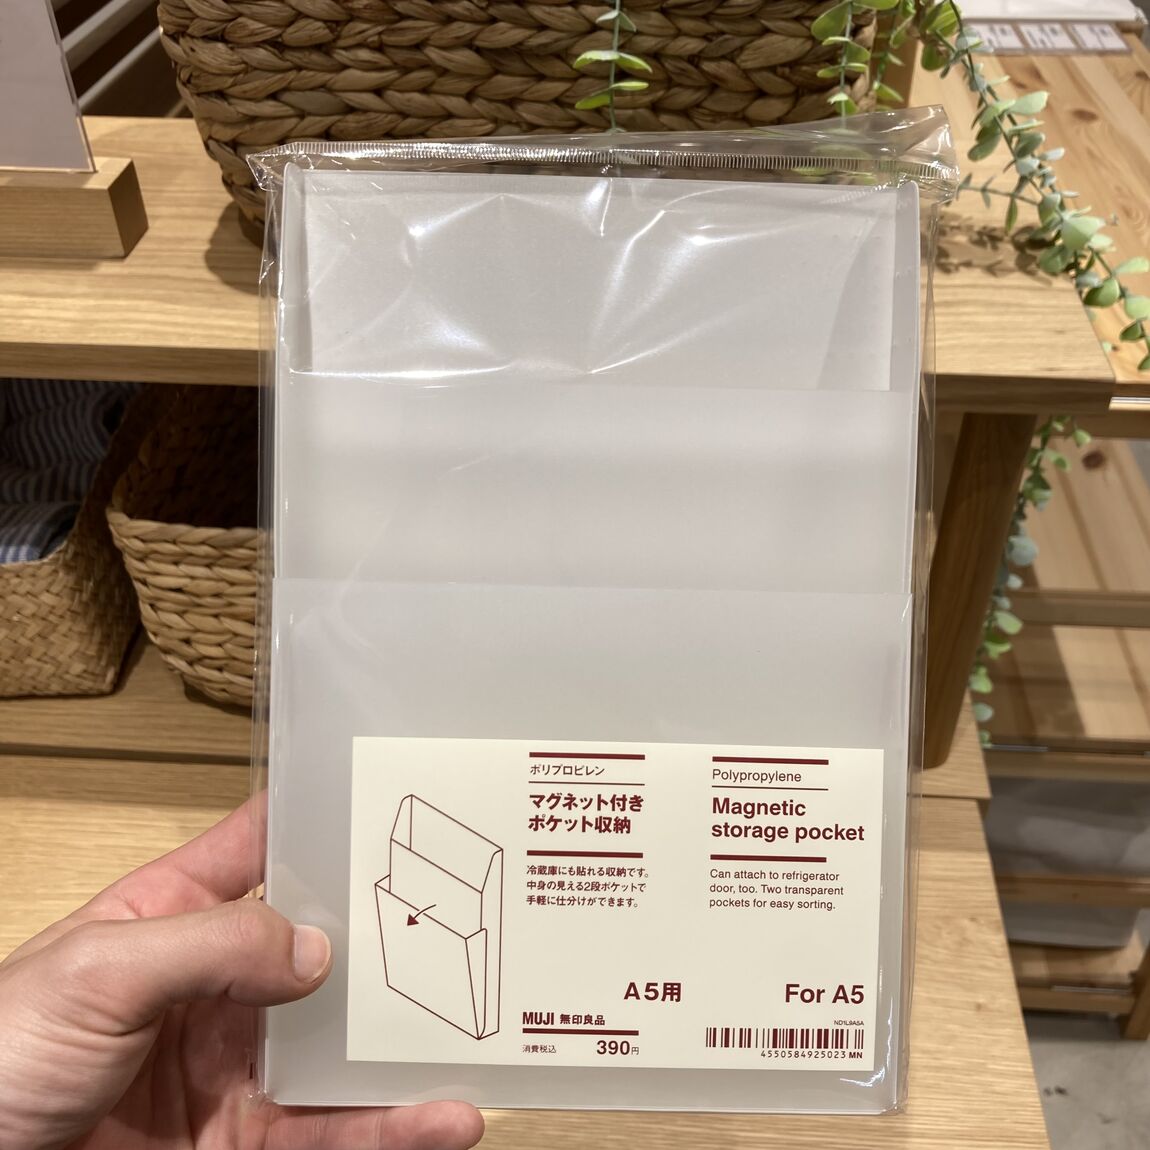 ポリプロピレン
マグネット付き
ポケット収納
冷蔵庫にも貼れる収納です。
中身の見える2段ポケットで
手軽に仕分けができます。
A5用
MUJI 無印良品
消費税込 390円
Polypropylene
Magnetic
storage pocket
Can attach to refrigerator
door, too. Two transparent
pockets for easy sorting.
For A5
ND1L9A5A
4550584925023 MN